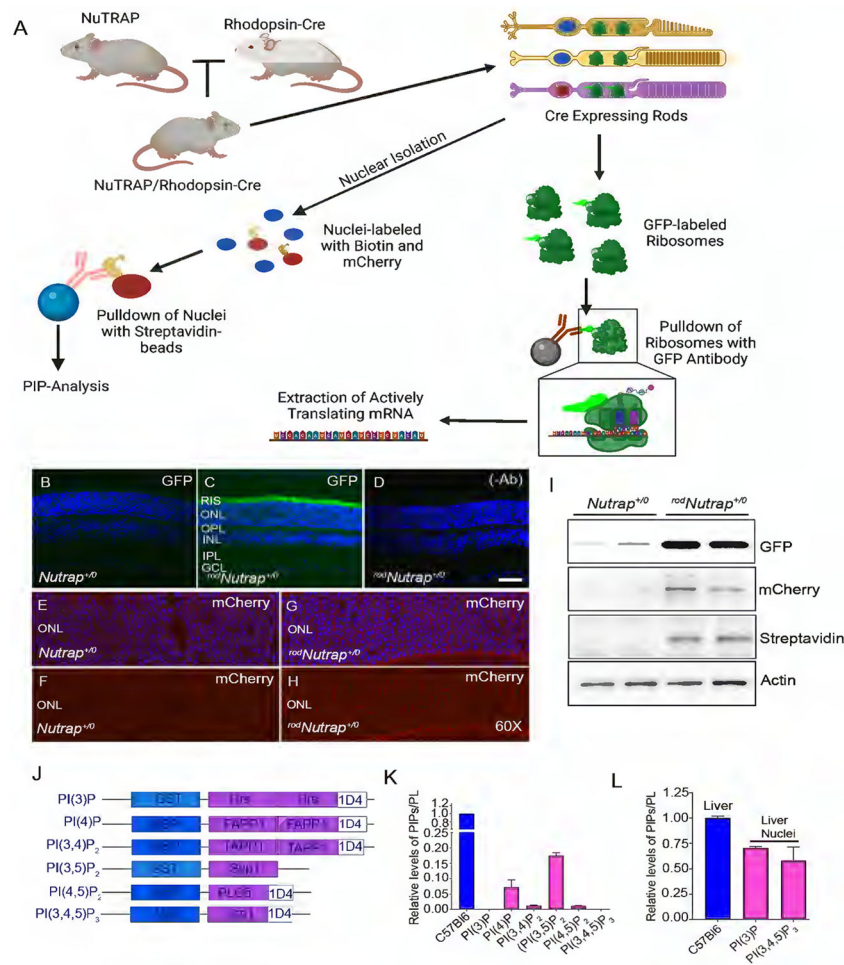 A
NuTRAP
Rhodopsin-Cre
NuTRAP/Rhodopsin-Cre
Cre Expressing Rods
Nuclear Isolation
Nuclei-labeled
with Biotin and
mCherry
GFP-labeled
Ribosomes
Pulldown of Nuclei
with Streptavidin-
beads
PIP-Analysis
Pulldown of
Ribosomes with
GFP Antibody
Extraction of Actively
Translating mRNA
B
GFP
Nutrap+/0
C
GFP
RIS
ONL
OPL
INL
IPL
GCL
rodNutrap+/0
D
(-Ab)
rodNutrap+/0
E
mCherry
ONL
Nutrap+/0
G
mCherry
ONL
rodNutrap+/0
F
mCherry
ONL
Nutrap+/0
H
mCherry
ONL
rodNutrap+/0
60X
I
Nutrap+/0
rodNutrap+/0
GFP
mCherry
Streptavidin
Actin
J
PI(3)P
GST
Hrs
Hrs
1D4
PI(4)P
FAPP1
FAPP1
1D4
PI(3,4)P2
TAPP1
TAPP1
1D4
PI(3,5)P2
GST
PI(4,5)P2
1D4
PI(3,4,5)P3
1D4
K
Relative levels of PIPs/PL
1.0
0.8
0.20
0.15
0.10
0.05
0.00
C57Bl6
PI(3)P
PI(4)P
PI(3,4)P2
(PI(3,5)P2
PI(4,5)P2
PI(3,4,5)P3
L
Relative levels of PIPs/PL
1.25
1.00
0.75
0.50
0.25
0.00
Liver
Liver
Nuclei
C57Bl6
PI(3)P
PI(3,4,5)P3